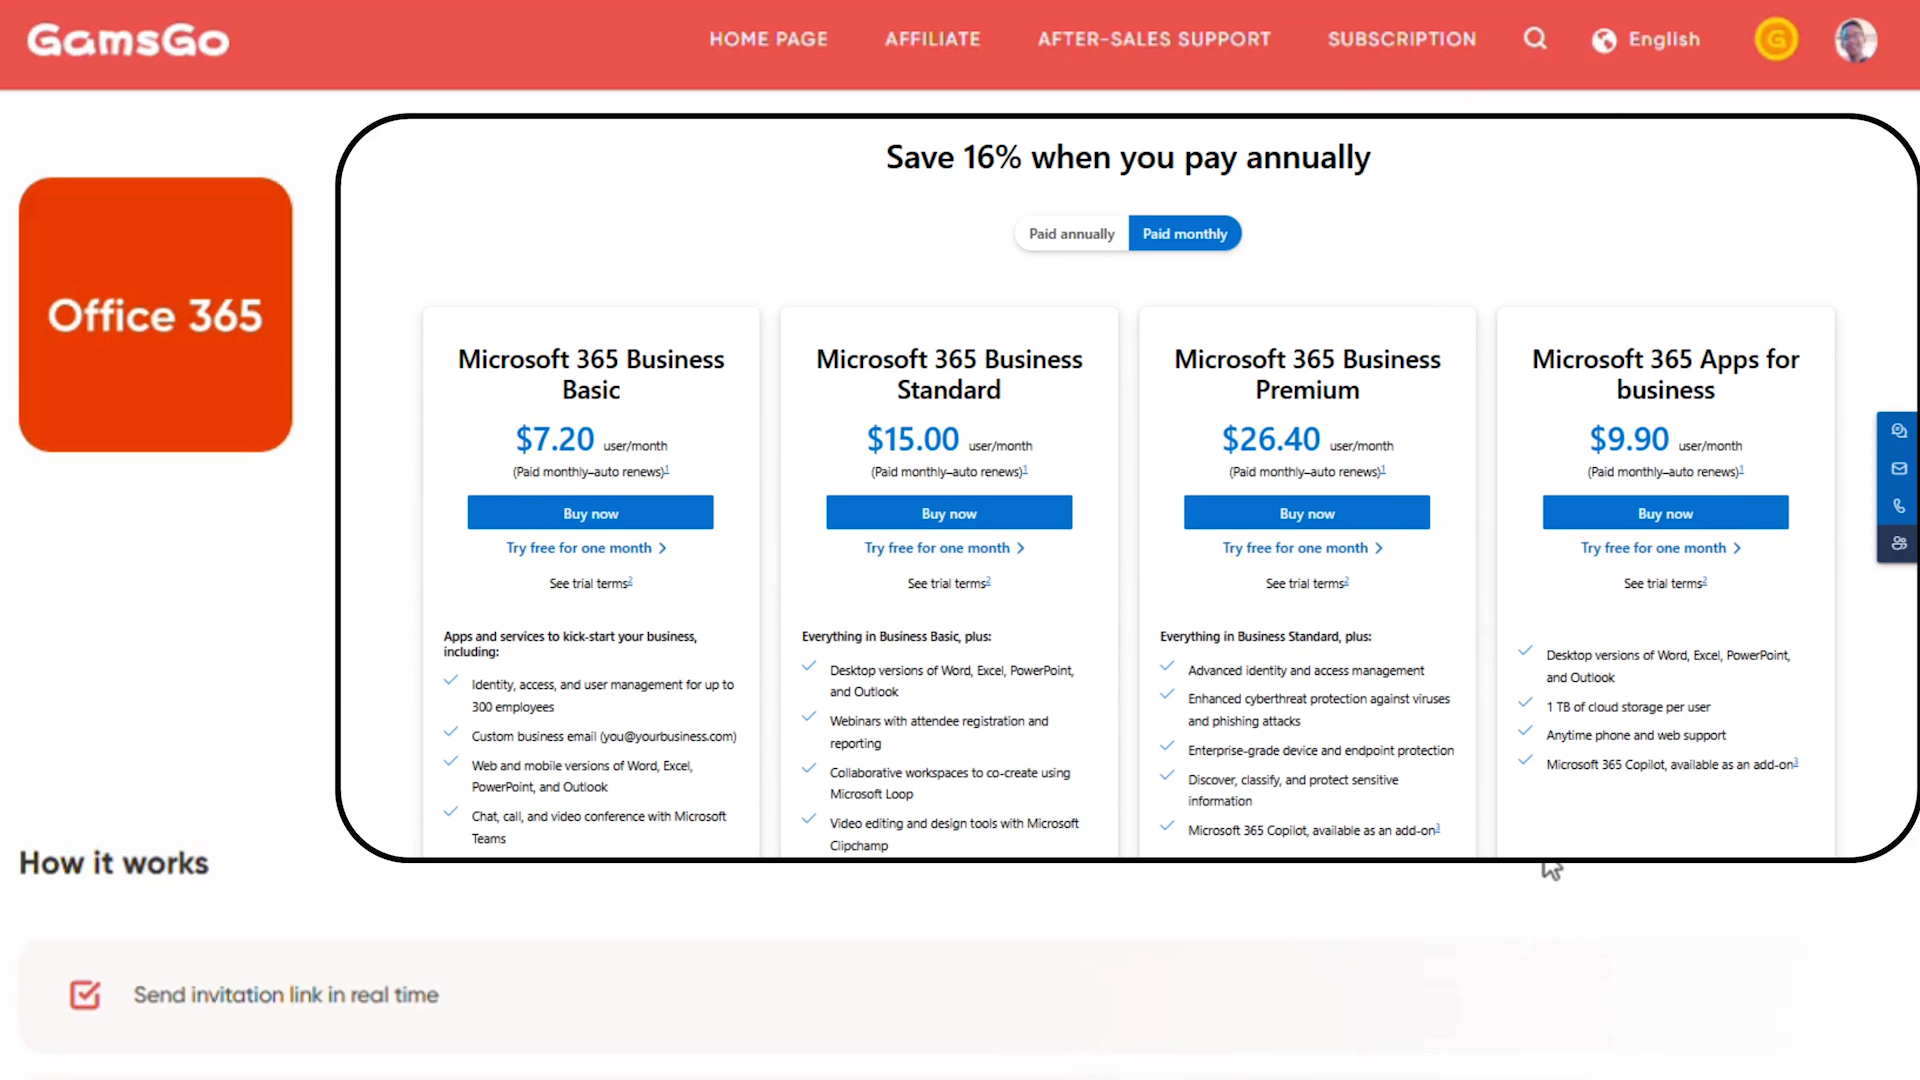 GamsGo
HOME PAGE
AFFILIATE
AFTER-SALES SUPPORT
SUBSCRIPTION
English
G
Office 365
Save 16% when you pay annually
Paid annually
Paid monthly
Microsoft 365 Business
Basic
$7.20 user/month
(Paid monthly–auto renews)1
Buy now
Try free for one month
See trial terms2
Apps and services to kick-start your business,
including:
Identity, access, and user management for up to
300 employees
Custom business email (you@yourbusiness.com)
Web and mobile versions of Word, Excel,
PowerPoint, and Outlook
Chat, call, and video conference with Microsoft
Teams
Microsoft 365 Business
Standard
$15.00 user/month
(Paid monthly–auto renews)1
Buy now
Try free for one month
See trial terms2
Everything in Business Basic, plus:
Desktop versions of Word, Excel, PowerPoint,
and Outlook
Webinars with attendee registration and
reporting
Collaborative workspaces to co-create using
Microsoft Loop
Video editing and design tools with Microsoft
Clipchamp
Microsoft 365 Business
Premium
$26.40 user/month
(Paid monthly–auto renews)1
Buy now
Try free for one month
See trial terms2
Everything in Business Standard, plus:
Advanced identity and access management
Enhanced cyberthreat protection against viruses
and phishing attacks
Enterprise-grade device and endpoint protection
Discover, classify, and protect sensitive
information
Microsoft 365 Copilot, available as an add-on3
Microsoft 365 Apps for
business
$9.90 user/month
(Paid monthly–auto renews)1
Buy now
Try free for one month
See trial terms2
Desktop versions of Word, Excel, PowerPoint,
and Outlook
1 TB of cloud storage per user
Anytime phone and web support
Microsoft 365 Copilot, available as an add-on3
How it works
Send invitation link in real time